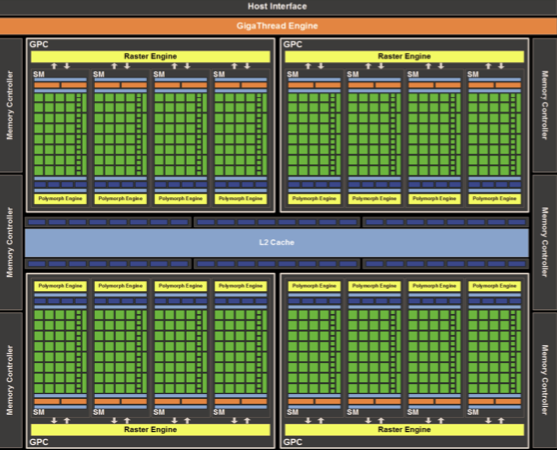 Host Interface
GigaThread Engine
GPC
GPC
Raster Engine
Raster Engine
SM
SM
SM
SM
SM
SM
SM
SM
Polymorph Engine
Polymorph Engine
Polymorph Engine
Polymorph Engine
Polymorph Engine
Polymorph Engine
Polymorph Engine
Polymorph Engine
Memory Controller
Memory Controller
Memory Controller
Memory Controller
L2 Cache
Polymorph Engine
Polymorph Engine
Polymorph Engine
Polymorph Engine
Polymorph Engine
Polymorph Engine
Polymorph Engine
Polymorph Engine
Memory Controller
Memory Controller
SM
SM
SM
SM
SM
SM
SM
SM
Raster Engine
Raster Engine
GPC
GPC